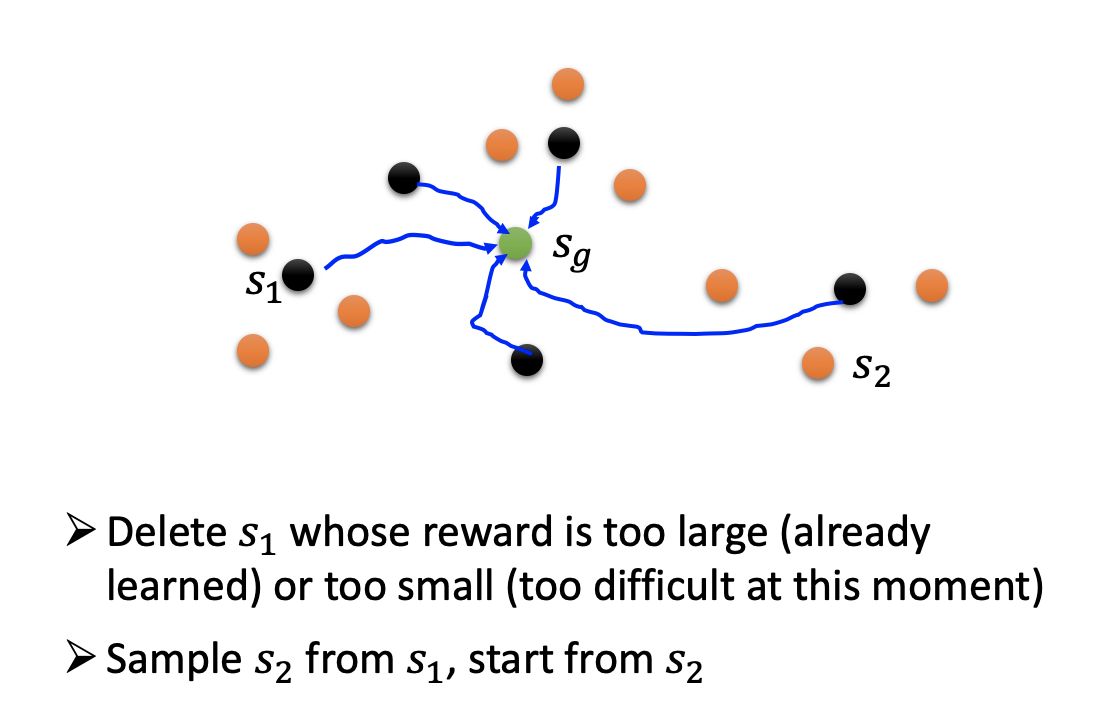 s_g
s_1
s_2
➢ Delete s_1 whose reward is too large (already
learned) or too small (too difficult at this moment)
➢ Sample s_2 from s_1, start from s_2